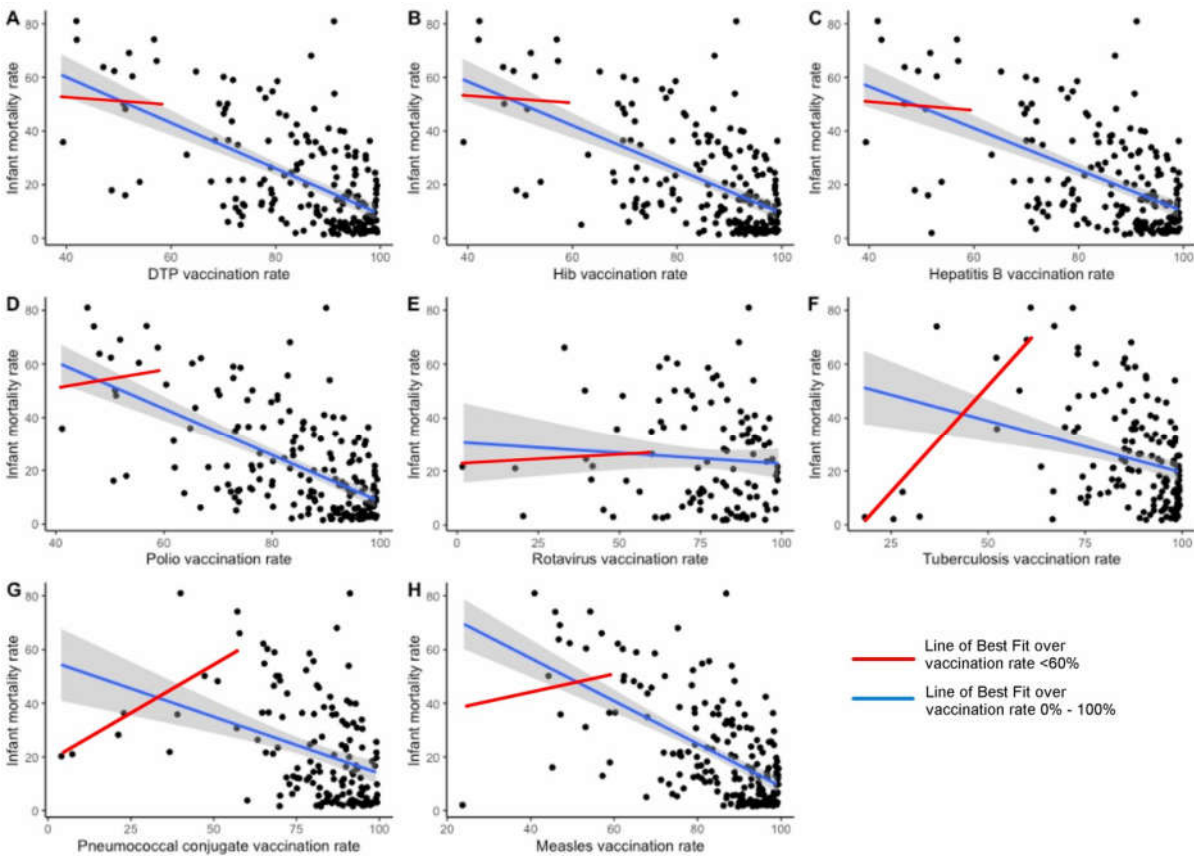 A
B
C
Infant mortality rate
Infant mortality rate
Infant mortality rate
80
60
40
20
0
80
60
40
20
0
80
60
40
20
0
40
60
80
100
40
60
80
100
40
60
80
100
DTP vaccination rate
Hib vaccination rate
Hepatitis B vaccination rate
D
E
F
Infant mortality rate
Infant mortality rate
Infant mortality rate
80
60
40
20
0
80
60
40
20
0
80
60
40
20
0
40
60
80
100
0
25
50
75
100
25
50
75
100
Polio vaccination rate
Rotavirus vaccination rate
Tuberculosis vaccination rate
G
H
Infant mortality rate
Infant mortality rate
80
60
40
20
0
80
60
40
20
0
0
25
50
75
100
20
40
60
80
100
Pneumococcal conjugate vaccination rate
Measles vaccination rate
Line of Best Fit over
vaccination rate <60%
Line of Best Fit over
vaccination rate 0% - 100%